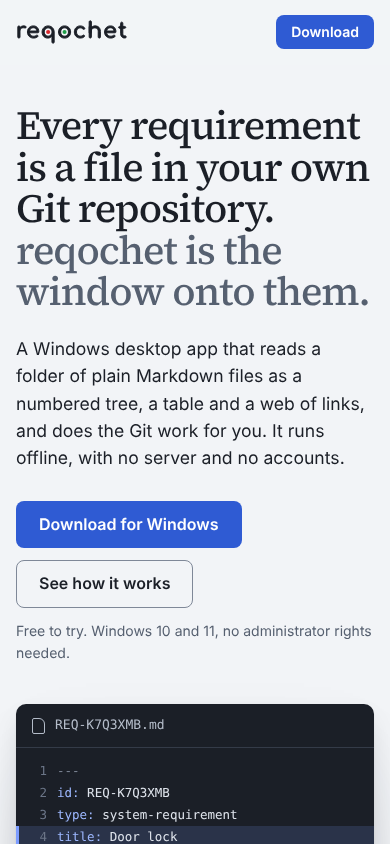 reqochet
Download
Every requirement
is a file in your own
Git repository.
reqochet is the
window onto them.
A Windows desktop app that reads a
folder of plain Markdown files as a
numbered tree, a table and a web of links,
and does the Git work for you. It runs
offline, with no server and no accounts.
Download for Windows
See how it works
Free to try. Windows 10 and 11, no administrator rights
needed.
REQ-K7Q3XMB.md
1 ---
2 id: REQ-K7Q3XMB
3 type: system-requirement
4 title: Door lock